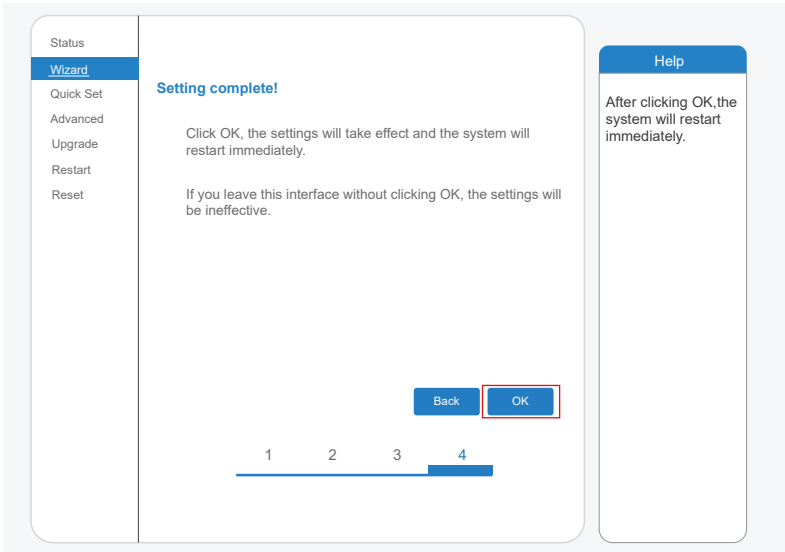 Status
Wizard
Quick Set
Advanced
Upgrade
Restart
Reset
Setting complete!
Click OK, the settings will take effect and the system will
restart immediately.
If you leave this interface without clicking OK, the settings will
be ineffective.
Back
OK
1 2 3 4
Help
After clicking OK,the
system will restart
immediately.